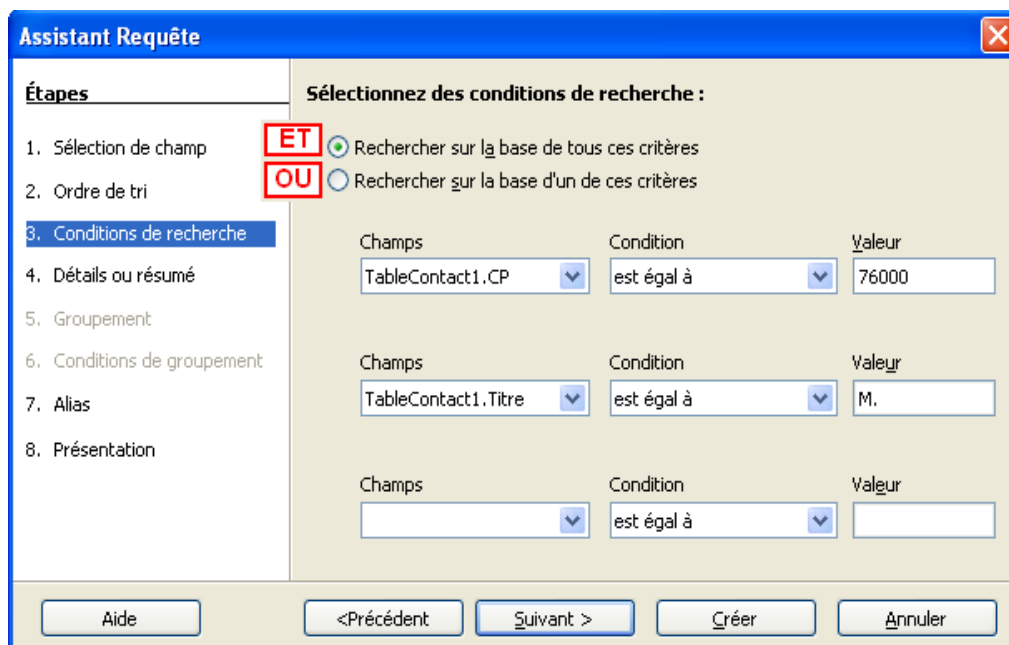 Assistant Requête
Étapes
1. Sélection de champ
2. Ordre de tri
3. Conditions de recherche
4. Détails ou résumé
5. Groupement
6. Conditions de groupement
7. Alias
8. Présentation
Sélectionnez des conditions de recherche :
ET Rechercher sur la base de tous ces critères
OU Rechercher sur la base d'un de ces critères
Champs Condition Valeur
TableContact1.CP est égal à 76000
Champs Condition Valeur
TableContact1.Titre est égal à M.
Champs Condition Valeur
est égal à
Aide <Précédent Suivant > Créer Annuler